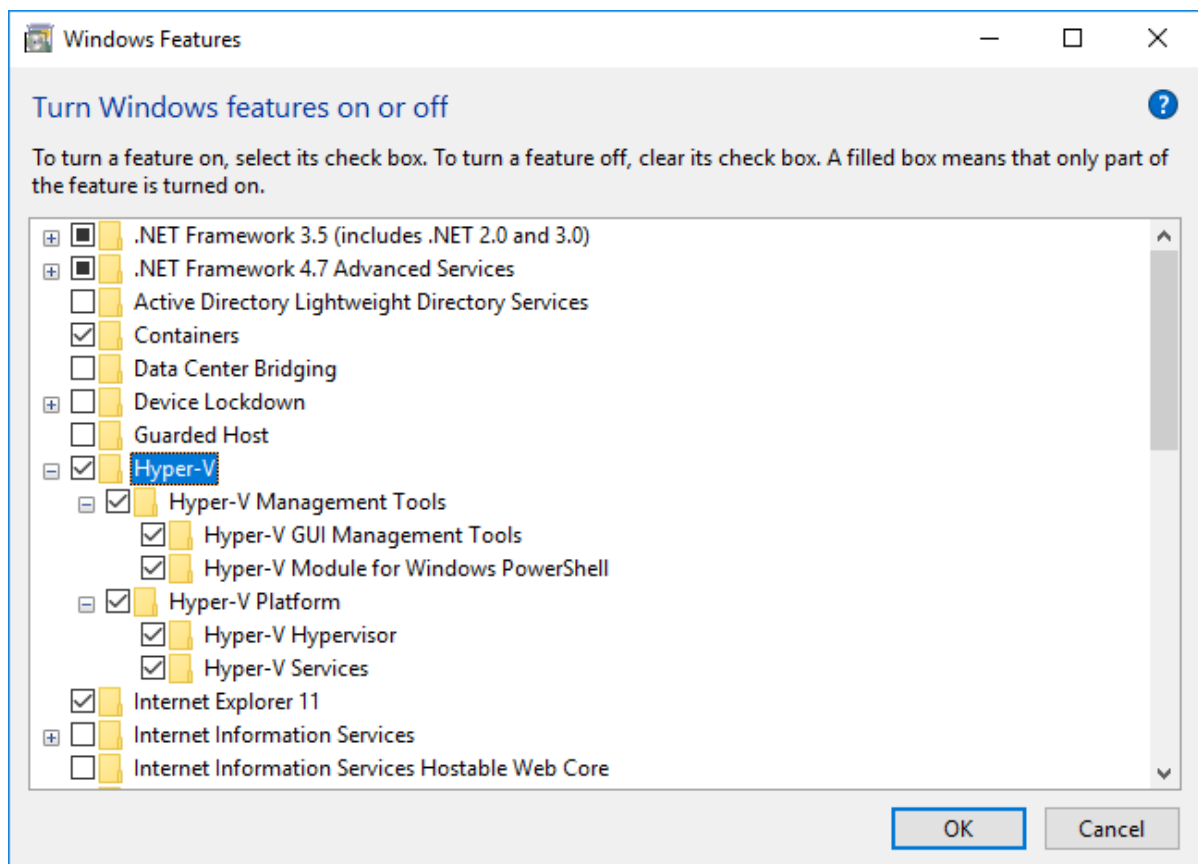 Windows Features
Turn Windows features on or off
?
To turn a feature on, select its check box. To turn a feature off, clear its check box. A filled box means that only part of
the feature is turned on.
.NET Framework 3.5 (includes .NET 2.0 and 3.0)
.NET Framework 4.7 Advanced Services
Active Directory Lightweight Directory Services
Containers
Data Center Bridging
Device Lockdown
Guarded Host
Hyper-V
Hyper-V Management Tools
Hyper-V GUI Management Tools
Hyper-V Module for Windows PowerShell
Hyper-V Platform
Hyper-V Hypervisor
Hyper-V Services
Internet Explorer 11
Internet Information Services
Internet Information Services Hostable Web Core
OK Cancel